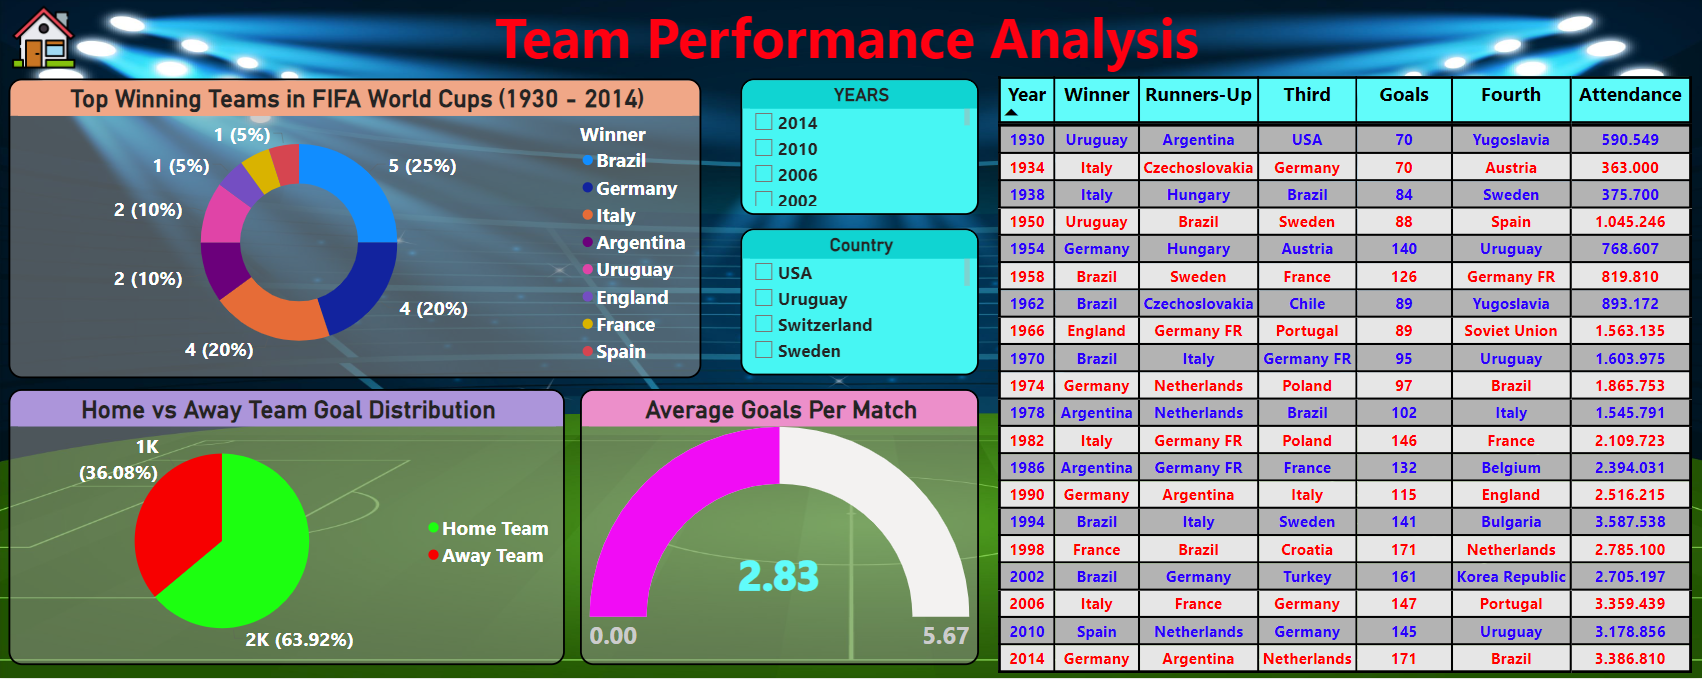 Team Performance Analysis
Top Winning Teams in FIFA World Cups (1930 - 2014)
1 (5%)
1 (5%)
2 (10%)
2 (10%)
4 (20%)
4 (20%)
5 (25%)
Winner
Brazil
Germany
Italy
Argentina
Uruguay
England
France
Spain
YEARS
2014
2010
2006
2002
Country
USA
Uruguay
Switzerland
Sweden
Home vs Away Team Goal Distribution
1K
(36.08%)
2K (63.92%)
Home Team
Away Team
Average Goals Per Match
2.83
0.00
5.67
Year Winner Runners-Up Third Goals Fourth Attendance
1930 Uruguay Argentina USA 70 Yugoslavia 590.549
1934 Italy Czechoslovakia Germany 70 Austria 363.000
1938 Italy Hungary Brazil 84 Sweden 375.700
1950 Uruguay Brazil Sweden 88 Spain 1.045.246
1954 Germany Hungary Austria 140 Uruguay 768.607
1958 Brazil Sweden France 126 Germany FR 819.810
1962 Brazil Czechoslovakia Chile 89 Yugoslavia 893.172
1966 England Germany FR Portugal 89 Soviet Union 1.563.135
1970 Brazil Italy Germany FR 95 Uruguay 1.603.975
1974 Germany Netherlands Poland 97 Brazil 1.865.753
1978 Argentina Netherlands Brazil 102 Italy 1.545.791
1982 Italy Germany FR Poland 146 France 2.109.723
1986 Argentina Germany FR France 132 Belgium 2.394.031
1990 Germany Argentina Italy 115 England 2.516.215
1994 Brazil Italy Sweden 141 Bulgaria 3.587.538
1998 France Brazil Croatia 171 Netherlands 2.785.100
2002 Brazil Germany Turkey 161 Korea Republic 2.705.197
2006 Italy France Germany 147 Portugal 3.359.439
2010 Spain Netherlands Germany 145 Uruguay 3.178.856
2014 Germany Argentina Netherlands 171 Brazil 3.386.810